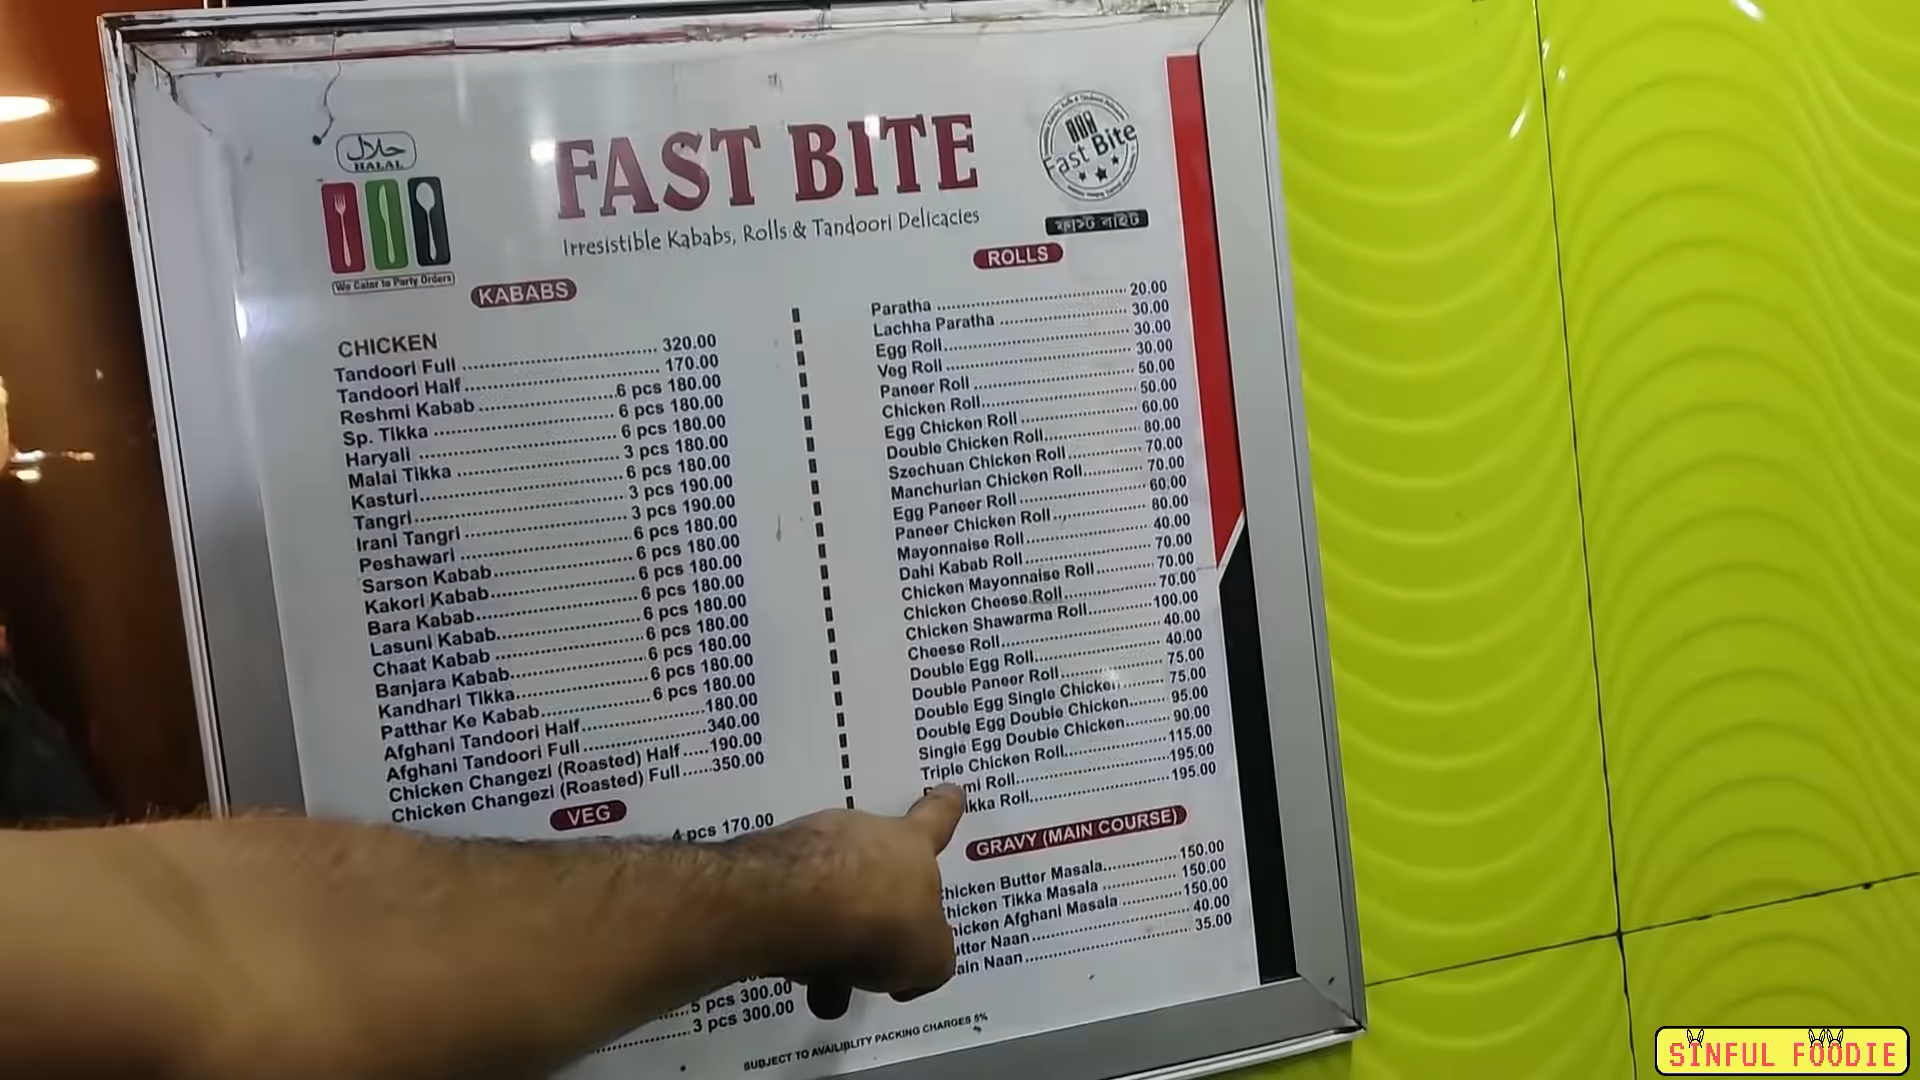 حلال
HALAL
We Cater to Party Orders
FAST BITE
Irresistible Kababs, Rolls & Tandoori Delicacies
Fast Bite
ফাস্ট বাইট
KABABS
CHICKEN
Tandoori Full 320.00
Tandoori Half 170.00
Reshmi Kabab 6 pcs 180.00
Sp. Tikka 6 pcs 180.00
Haryali 6 pcs 180.00
Malai Tikka 3 pcs 180.00
Kasturi 6 pcs 180.00
Tangri 3 pcs 190.00
Irani Tangri 3 pcs 190.00
Peshawari 6 pcs 180.00
Sarson Kabab 6 pcs 180.00
Kakori Kabab 6 pcs 180.00
Bara Kabab 6 pcs 180.00
Lasuni Kabab 6 pcs 180.00
Chaat Kabab 6 pcs 180.00
Banjara Kabab 6 pcs 180.00
Kandhari Tikka 6 pcs 180.00
Patthar Ke Kabab 6 pcs 180.00
Afghani Tandoori Half 180.00
Afghani Tandoori Full 340.00
Chicken Changezi (Roasted) Half 190.00
Chicken Changezi (Roasted) Full 350.00
VEG
4 pcs 170.00
5 pcs 300.00
3 pcs 300.00
ROLLS
Paratha 20.00
Lachha Paratha 30.00
Egg Roll 30.00
Veg Roll 30.00
Paneer Roll 50.00
Chicken Roll 50.00
Egg Chicken Roll 60.00
Double Chicken Roll 80.00
Szechuan Chicken Roll 70.00
Manchurian Chicken Roll 70.00
Egg Paneer Roll 60.00
Paneer Chicken Roll 80.00
Mayonnaise Roll 40.00
Dahi Kabab Roll 70.00
Chicken Mayonnaise Roll 70.00
Chicken Cheese Roll 70.00
Chicken Shawarma Roll 100.00
Cheese Roll 40.00
Double Egg Roll 40.00
Double Paneer Roll 75.00
Double Egg Single Chicken 75.00
Double Egg Double Chicken 95.00
Single Egg Double Chicken 90.00
Triple Chicken Roll 115.00
Roll 195.00
Roll 195.00
GRAVY (MAIN COURSE)
Chicken Butter Masala 150.00
Chicken Tikka Masala 150.00
Chicken Afghani Masala 150.00
Butter Naan 40.00
Naan 35.00
SUBJECT TO AVAILIBLITY PACKING CHARGES 5%
SINFUL FOODIE